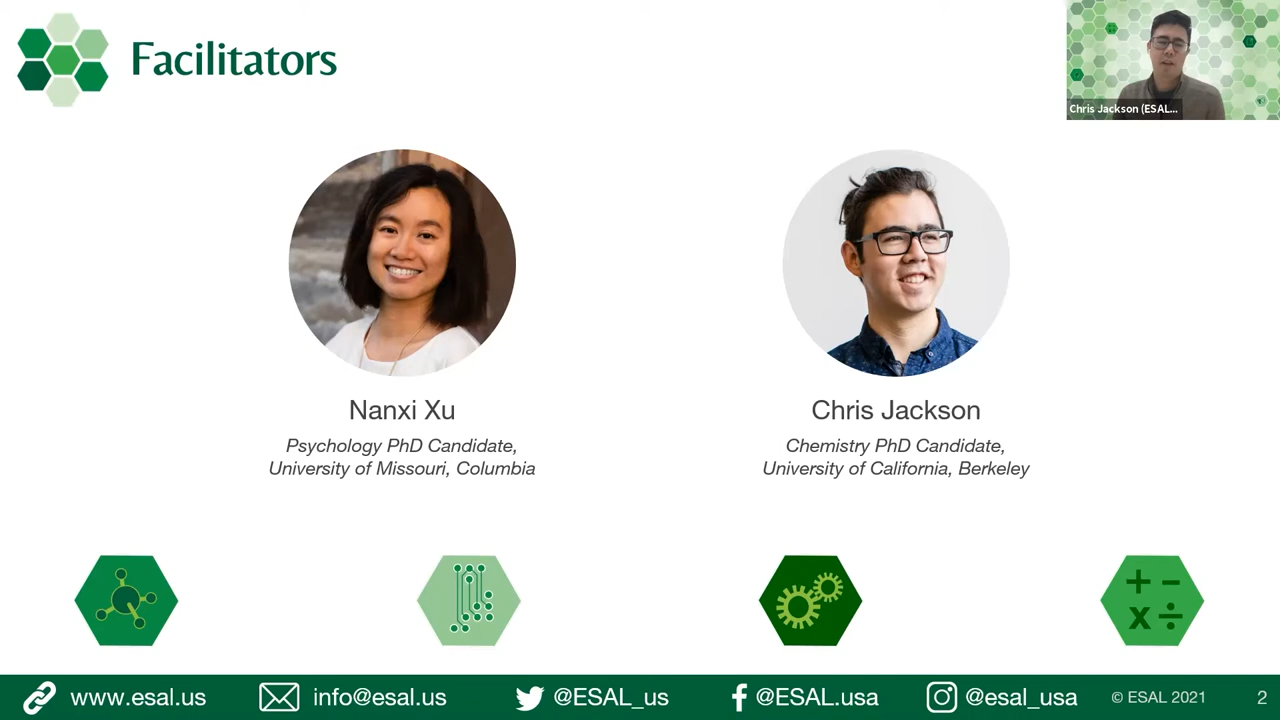 Facilitators
Chris Jackson (ESAL...
Nanxi Xu
Psychology PhD Candidate,
University of Missouri, Columbia
Chris Jackson
Chemistry PhD Candidate,
University of California, Berkeley
+ −
x ÷
www.esal.us
info@esal.us
@ESAL_us
@ESAL.usa
@esal_usa
© ESAL 2021
2